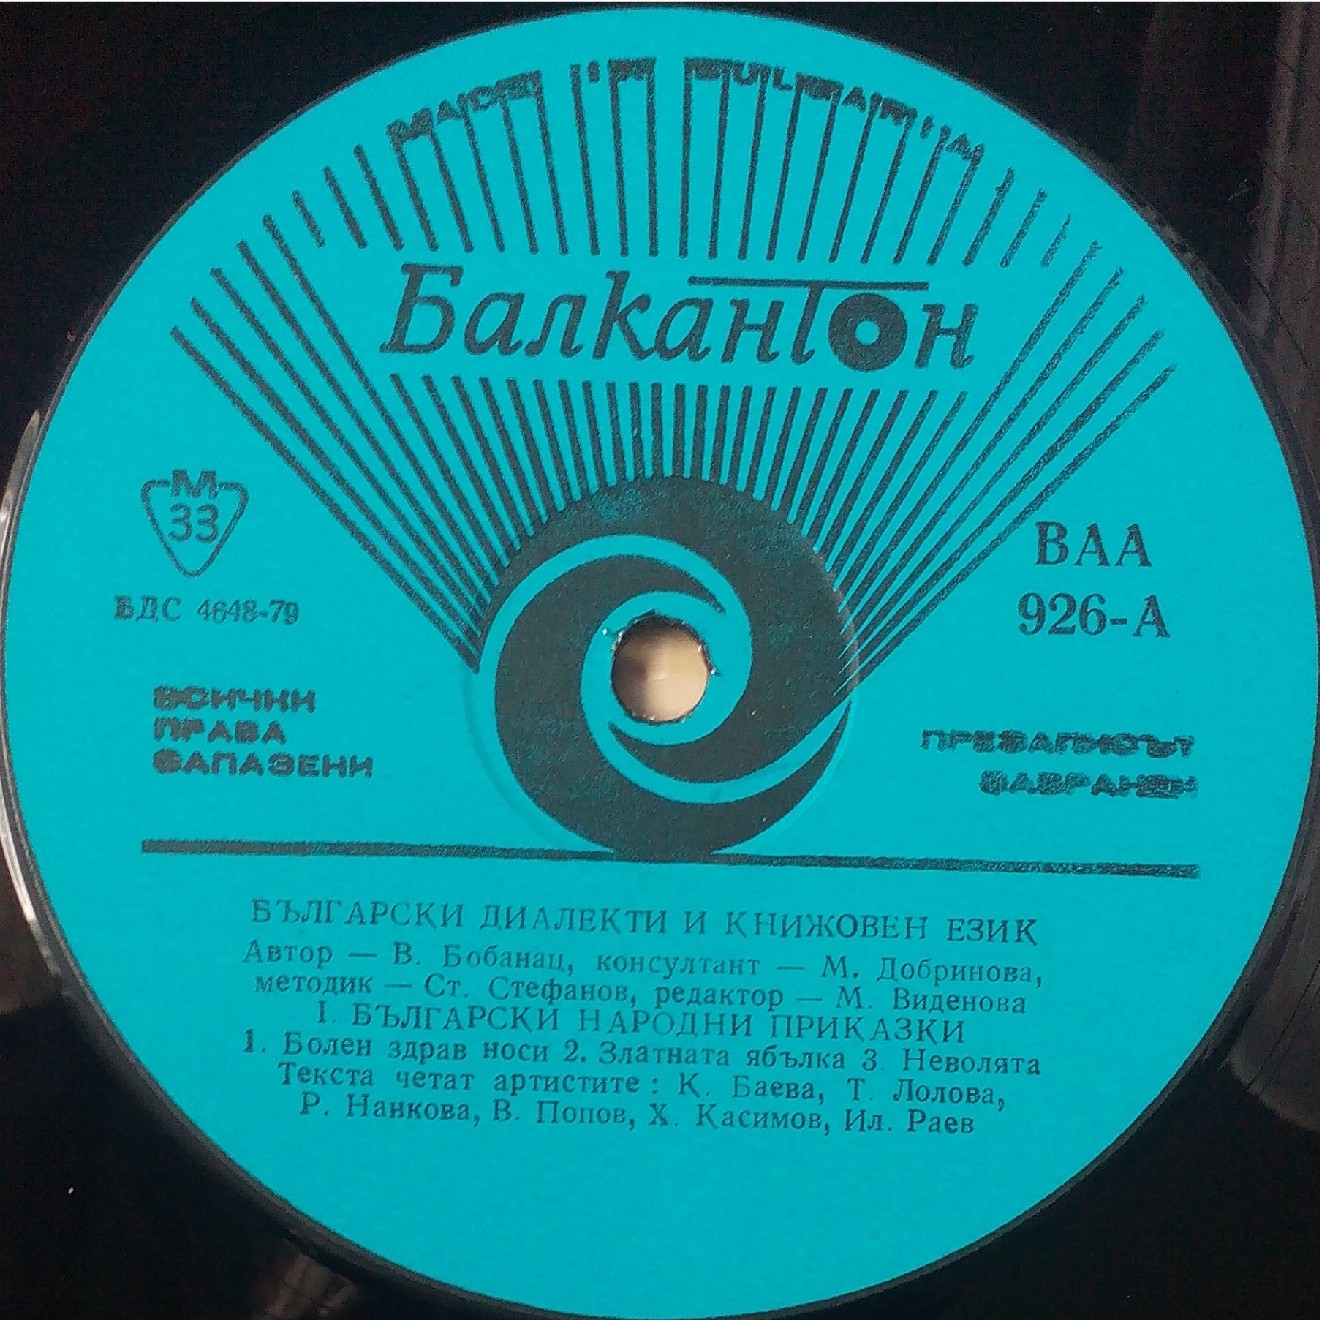 MADE IN BULGARIA
Балкантон
М
33
БДС 4648-79
ВАА
926-А
ВСИЧКИ
ПРАВА
ЗАПАЗЕНИ
ПРЕЗАПИСЪТ
ЗАБРАНЕН
БЪЛГАРСКИ ДИАЛЕКТИ И КНИЖОВЕН ЕЗИК
Автор — В. Бобанац, консултант — М. Добринова,
методик — Ст. Стефанов, редактор — М. Виденова
I. БЪЛГАРСКИ НАРОДНИ ПРИКАЗКИ
1. Болен здрав носи 2. Златната ябълка 3. Неволята
Текста четат артистите: К. Баева, Т. Лолова,
Р. Нанкова, В. Попов, Х. Касимов, Ил. Раев